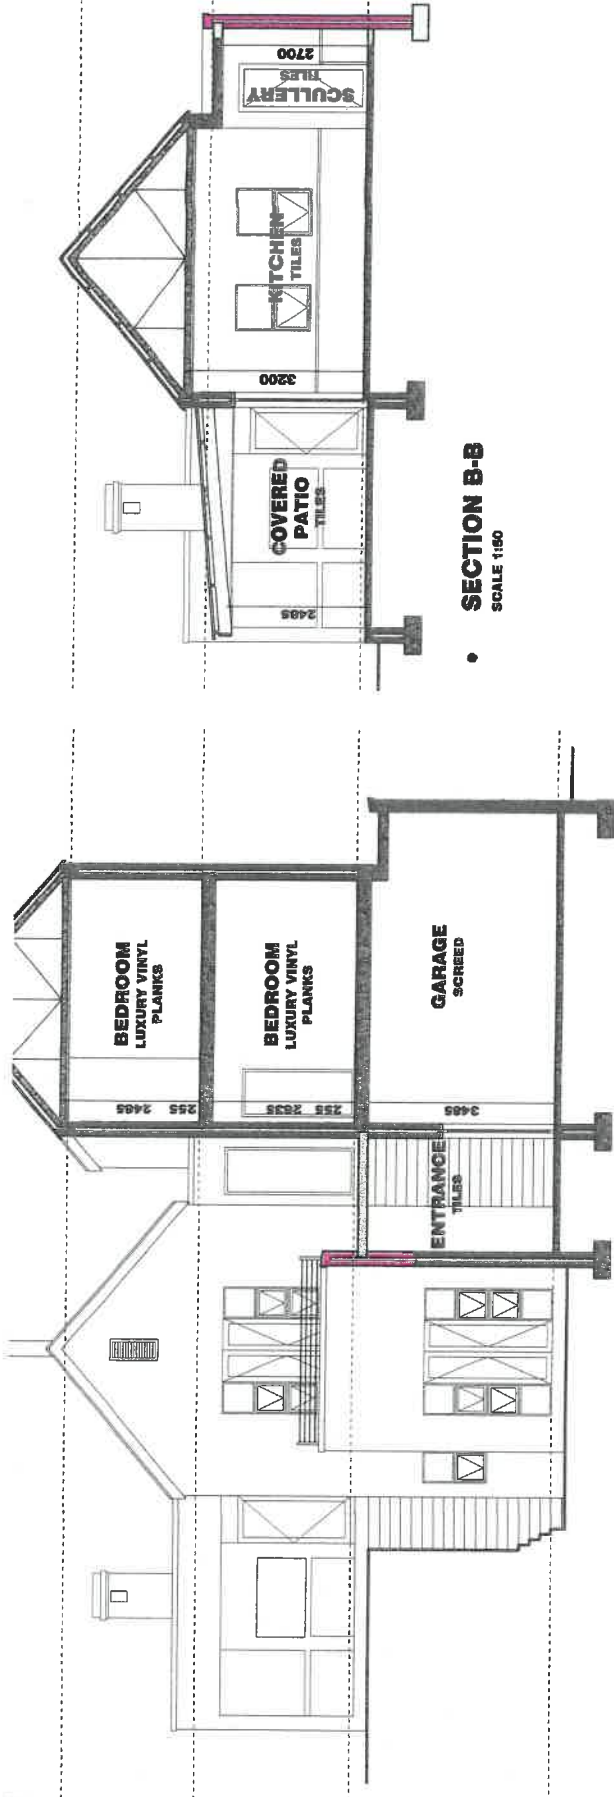 2700
SCULLERY
TILES
KITCHEN
TILES
3200
COVERED
PATIO
TILES
2485
• SECTION B-B
SCALE 1:50
BEDROOM
LUXURY VINYL
PLANKS
2485
255
BEDROOM
LUXURY VINYL
PLANKS
2635
255
GARAGE
SCREED
3485
ENTRANCE
TILES